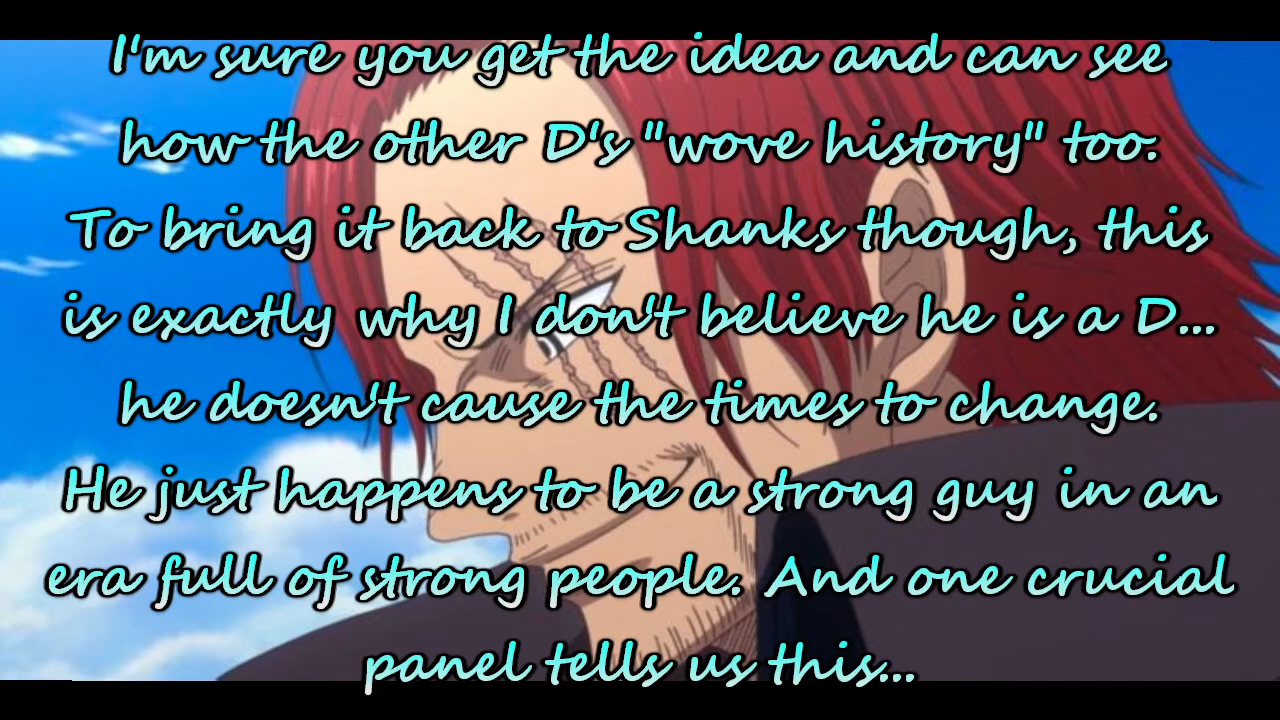 I'm sure you get the idea and can see
how the other D's "wove history" too.
To bring it back to Shanks though, this
is exactly why I don't believe he is a D...
he doesn't cause the times to change.
He just happens to be a strong guy in an
era full of strong people. And one crucial
panel tells us this...